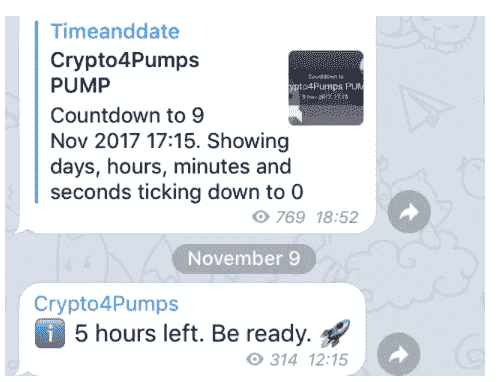 Timeanddate
Crypto4Pumps
PUMP
Countdown to 9
Nov 2017 17:15. Showing
days, hours, minutes and
seconds ticking down to 0
Countdown to
ypto4Pumps PUM
9 Nov 2017 17:15
769 18:52
November 9
Crypto4Pumps
ℹ️ 5 hours left. Be ready. 🚀
314 12:15